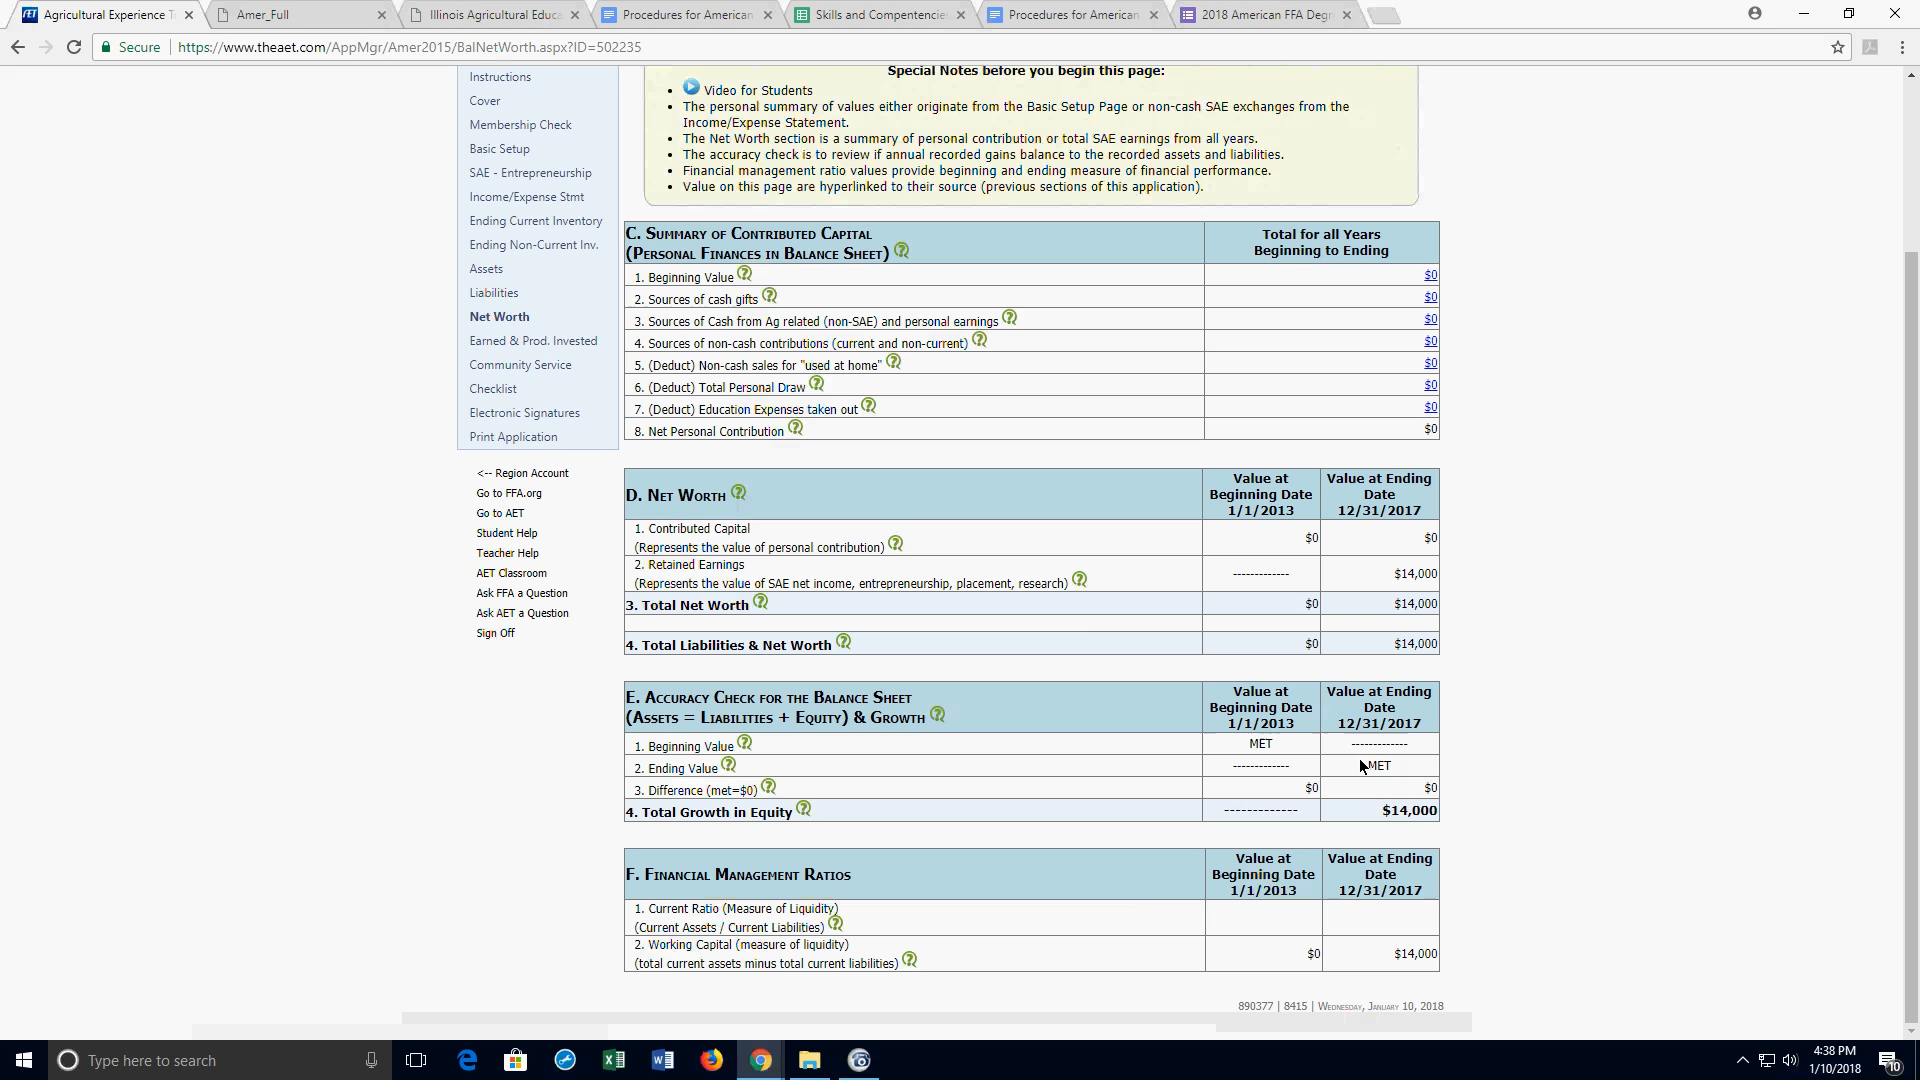 Agricultural Experience T
Amer_Full
Illinois Agricultural Educa
Procedures for American
Skills and Competencie
Procedures for American
2018 American FFA Degr
Secure
https://www.theaet.com/AppMgr/Amer2015/BalNetWorth.aspx?ID=502235
Instructions
Cover
Membership Check
Basic Setup
SAE - Entrepreneurship
Income/Expense Stmt
Ending Current Inventory
Ending Non-Current Inv.
Assets
Liabilities
Net Worth
Earned & Prod. Invested
Community Service
Checklist
Electronic Signatures
Print Application
<-- Region Account
Go to FFA.org
Go to AET
Student Help
Teacher Help
AET Classroom
Ask FFA a Question
Ask AET a Question
Sign Off
Special Notes before you begin this page:
• Video for Students
• The personal summary of values either originate from the Basic Setup Page or non-cash SAE exchanges from the
Income/Expense Statement.
• The Net Worth section is a summary of personal contribution or total SAE earnings from all years.
• The accuracy check is to review if annual recorded gains balance to the recorded assets and liabilities.
• Financial management ratio values provide beginning and ending measure of financial performance.
• Value on this page are hyperlinked to their source (previous sections of this application).
C. Summary of Contributed Capital
(Personal Finances in Balance Sheet)
Total for all Years
Beginning to Ending
1. Beginning Value $0
2. Sources of cash gifts $0
3. Sources of Cash from Ag related (non-SAE) and personal earnings $0
4. Sources of non-cash contributions (current and non-current) $0
5. (Deduct) Non-cash sales for "used at home" $0
6. (Deduct) Total Personal Draw $0
7. (Deduct) Education Expenses taken out $0
8. Net Personal Contribution $0
D. Net Worth
Value at
Beginning Date
1/1/2013
Value at Ending
Date
12/31/2017
1. Contributed Capital
(Represents the value of personal contribution) $0 $0
2. Retained Earnings
(Represents the value of SAE net income, entrepreneurship, placement, research) ------------- $14,000
3. Total Net Worth $0 $14,000
4. Total Liabilities & Net Worth $0 $14,000
E. Accuracy Check for the Balance Sheet
(Assets = Liabilities + Equity) & Growth
Value at
Beginning Date
1/1/2013
Value at Ending
Date
12/31/2017
1. Beginning Value MET -------------
2. Ending Value ------------- MET
3. Difference (met=$0) $0 $0
4. Total Growth in Equity ------------- $14,000
F. Financial Management Ratios
Value at
Beginning Date
1/1/2013
Value at Ending
Date
12/31/2017
1. Current Ratio (Measure of Liquidity)
(Current Assets / Current Liabilities)
2. Working Capital (measure of liquidity)
(total current assets minus total current liabilities) $0 $14,000
890377 | 8415 | Wednesday, January 10, 2018
Type here to search
4:38 PM
1/10/2018
10